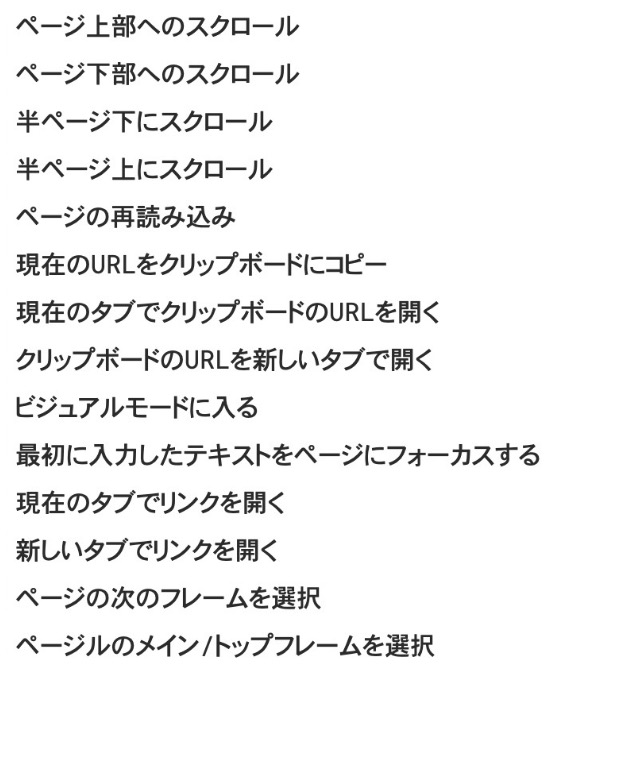 ページ上部へのスクロール
ページ下部へのスクロール
半ページ下にスクロール
半ページ上にスクロール
ページの再読み込み
現在のURLをクリップボードにコピー
現在のタブでクリップボードのURLを開く
クリップボードのURLを新しいタブで開く
ビジュアルモードに入る
最初に入力したテキストをページにフォーカスする
現在のタブでリンクを開く
新しいタブでリンクを開く
ページの次のフレームを選択
ページルのメイン/トップフレームを選択